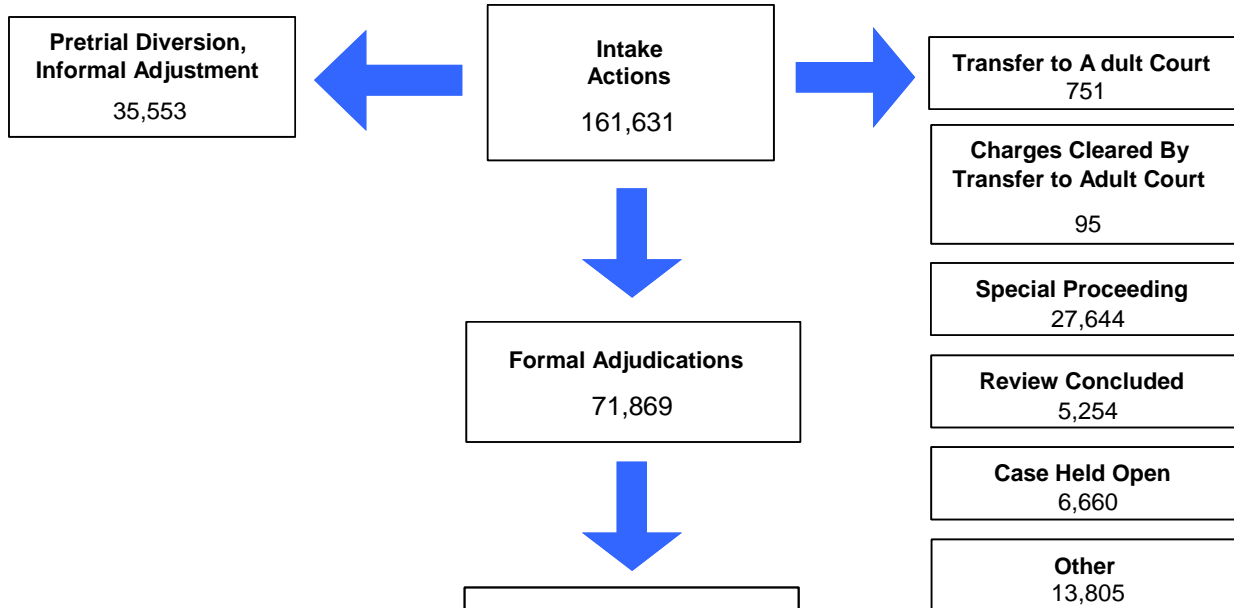 Pretrial Diversion,
Informal Adjustment
35,553
Intake
Actions
161,631
Transfer to A dult Court
751
Charges Cleared By
Transfer to Adult Court
95
Special Proceeding
27,644
Formal Adjudications
71,869
Review Concluded
5,254
Case Held Open
6,660
Other
13,805